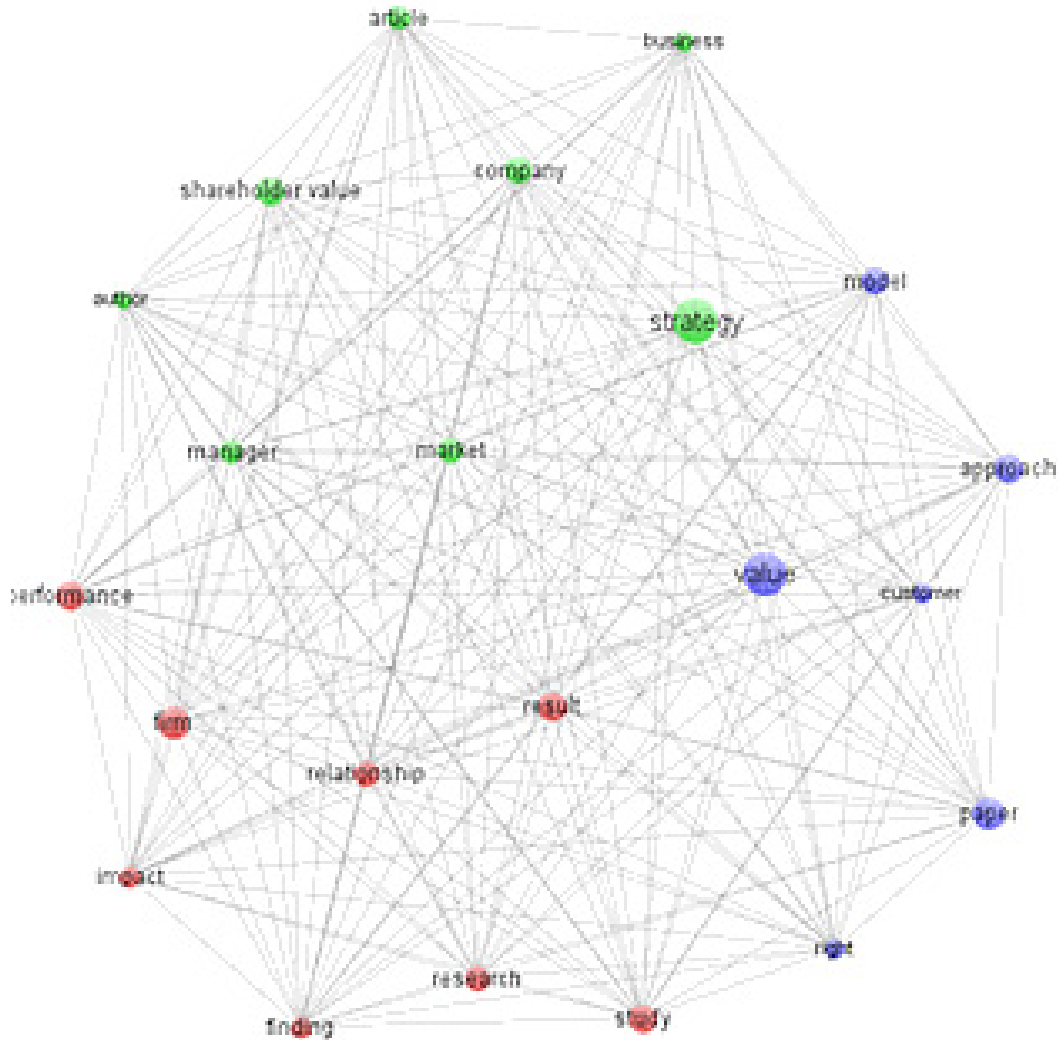 article
business
company
shareholder value
model
author
strategy
manager
market
approach
value
customer
performance
result
firm
relationship
paper
impact
right
research
study
finding